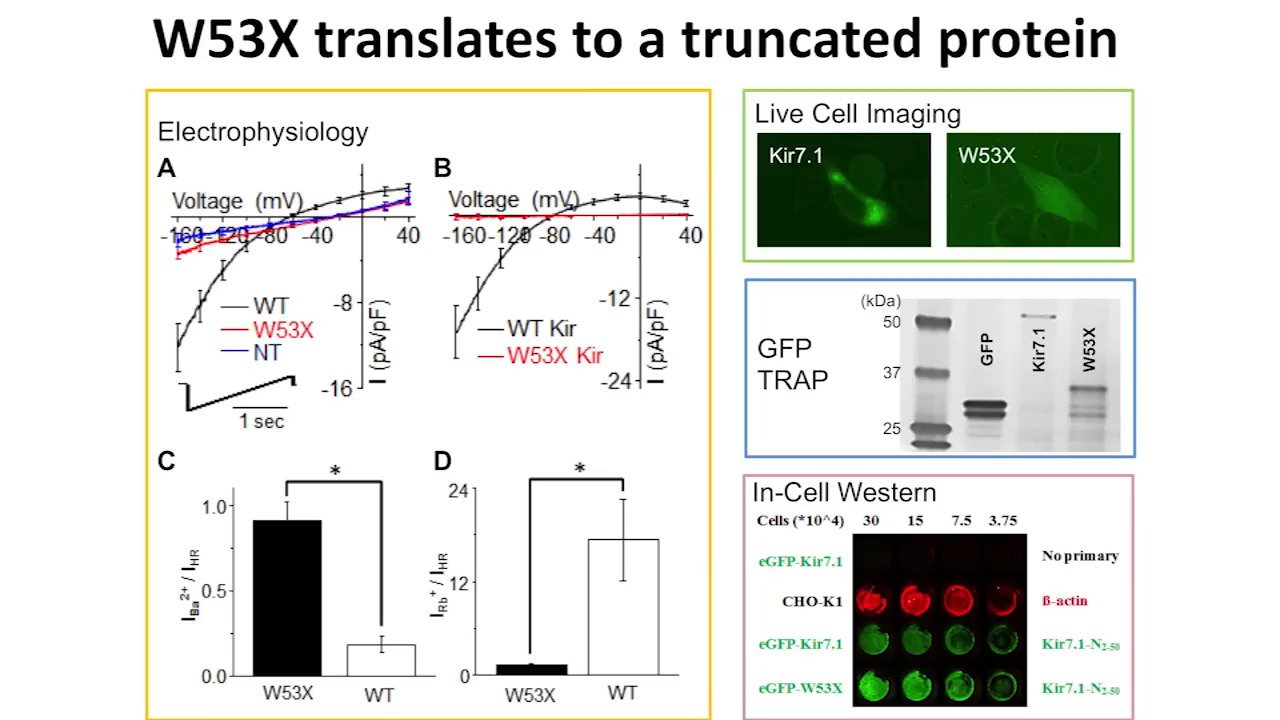 W53X translates to a truncated protein
Electrophysiology
A
Voltage (mV)
-160 -120 -80 -40 40
-8
-16
I (pA/pF)
WT
W53X
NT
1 sec
B
Voltage (mV)
-160 -120 -80 -40 40
-12
-24
I (pA/pF)
WT Kir
W53X Kir
C
*
1.0
0.5
0.0
I Ba2+ / I HR
W53X WT
D
*
24
12
0
I Rb+ / I HR
W53X WT
Live Cell Imaging
Kir7.1 W53X
GFP
TRAP
(kDa)
50
37
25
GFP Kir7.1 W53X
In-Cell Western
Cells (*10^4) 30 15 7.5 3.75
eGFP-Kir7.1 No primary
CHO-K1 ß-actin
eGFP-Kir7.1 Kir7.1-N2-50
eGFP-W53X Kir7.1-N2-50